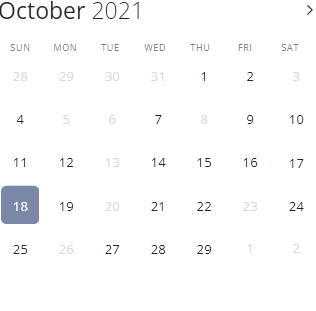 October 2021
SUN MON TUE WED THU FRI SAT
28 29 30 31 1 2 3
4 5 6 7 8 9 10
11 12 13 14 15 16 17
18 19 20 21 22 23 24
25 26 27 28 29 1 2